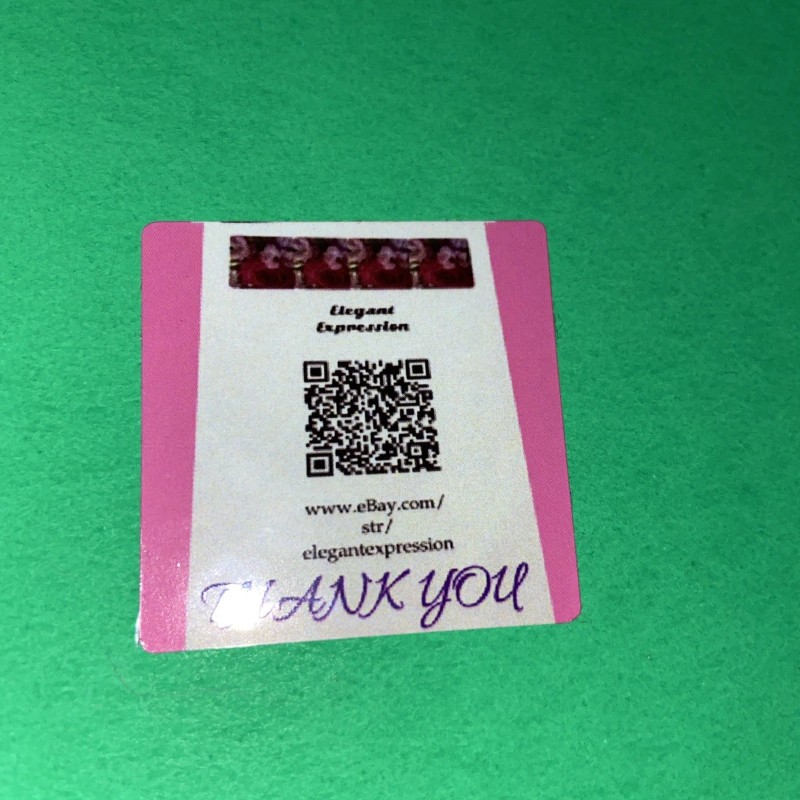 Elegant
Expression
www.eBay.com/
str/
elegantexpression
THANK YOU